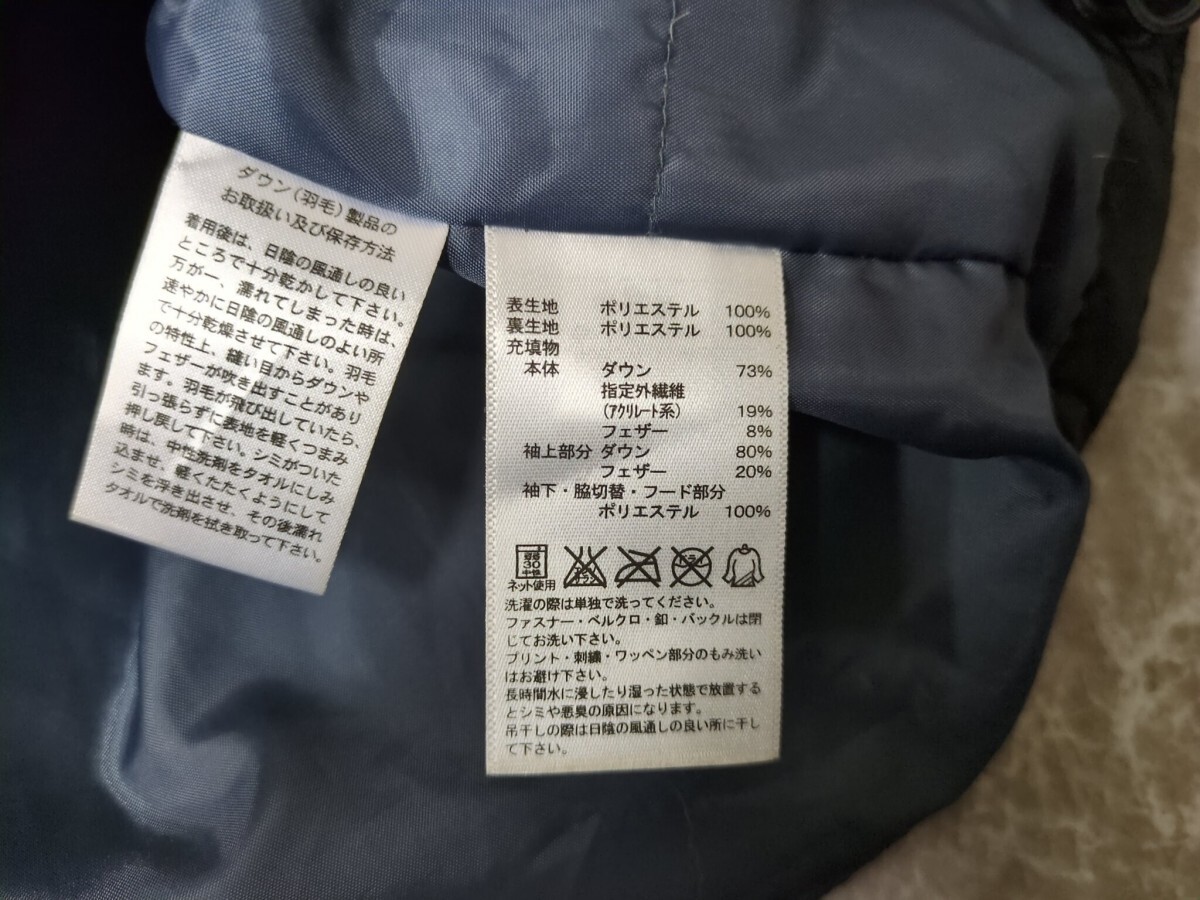 ダウン(羽毛)製品の
お取扱い及び保存方法
着用後は、日陰の風通しの良い
ところで十分乾かして下さい。
万が一、濡れてしまった時は、
速やかに日陰の風通しのよい所
で十分乾燥させて下さい。羽毛
の特性上、縫い目からダウンや
フェザーが吹き出すことがあり
ます。羽毛が飛び出していたら、
引っ張らずに表地を軽くつまみ
押し戻して下さい。シミがついた
時は、中性洗剤をタオルにしみ
込ませ、軽くたたくようにして
シミを浮き出させ、その後濡れ
タオルで洗剤を拭き取って下さい。
表生地 ポリエステル 100%
裏生地 ポリエステル 100%
充填物
本体 ダウン 73%
指定外繊維
(アクリレート系) 19%
フェザー 8%
袖上部分 ダウン 80%
フェザー 20%
袖下・脇切替・フード部分
ポリエステル 100%
弱
30
中性
ネット使用
洗濯の際は単独で洗ってください。
ファスナー・ベルクロ・釦・バックルは閉
じてお洗い下さい。
プリント・刺繍・ワッペン部分のもみ洗い
はお避け下さい。
長時間水に浸したり湿った状態で放置する
とシミや悪臭の原因になります。
吊干しの際は日陰の風通しの良い所に干し
て下さい。